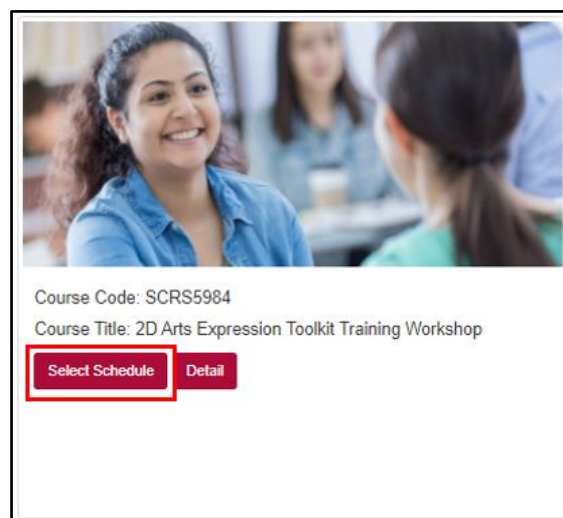 Course Code: SCRS5984
Course Title: 2D Arts Expression Toolkit Training Workshop
Select Schedule Detail